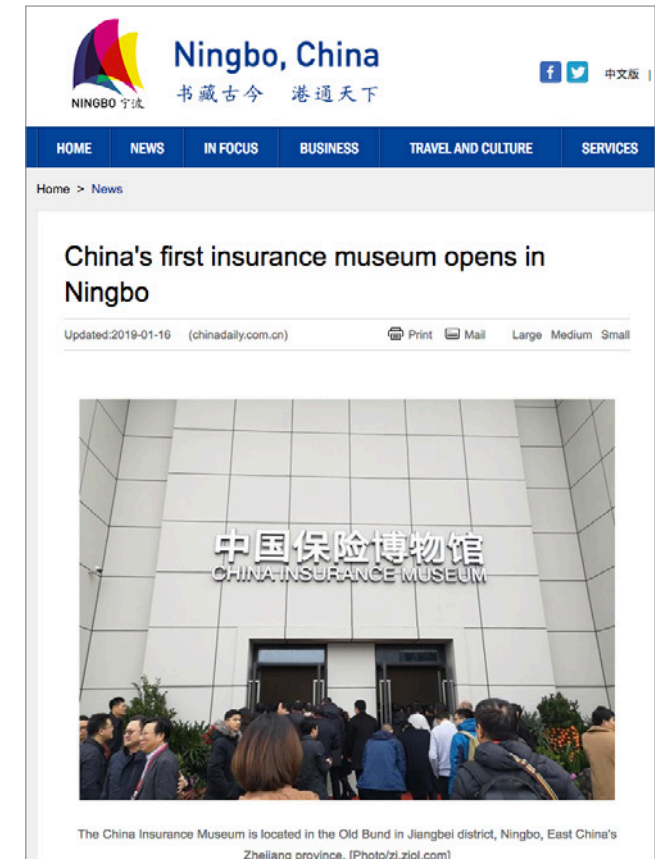 Ningbo, China
NINGBO 宁波
书藏古今 港通天下
中文版 |
HOME NEWS IN FOCUS BUSINESS TRAVEL AND CULTURE SERVICES
Home > News
China's first insurance museum opens in
Ningbo
Updated:2019-01-16 (chinadaily.com.cn) Print Mail Large Medium Small
中国保险博物馆
CHINA INSURANCE MUSEUM
The China Insurance Museum is located in the Old Bund in Jiangbei district, Ningbo, East China's
Zhejiang province. [Photo/zj.zjol.com]